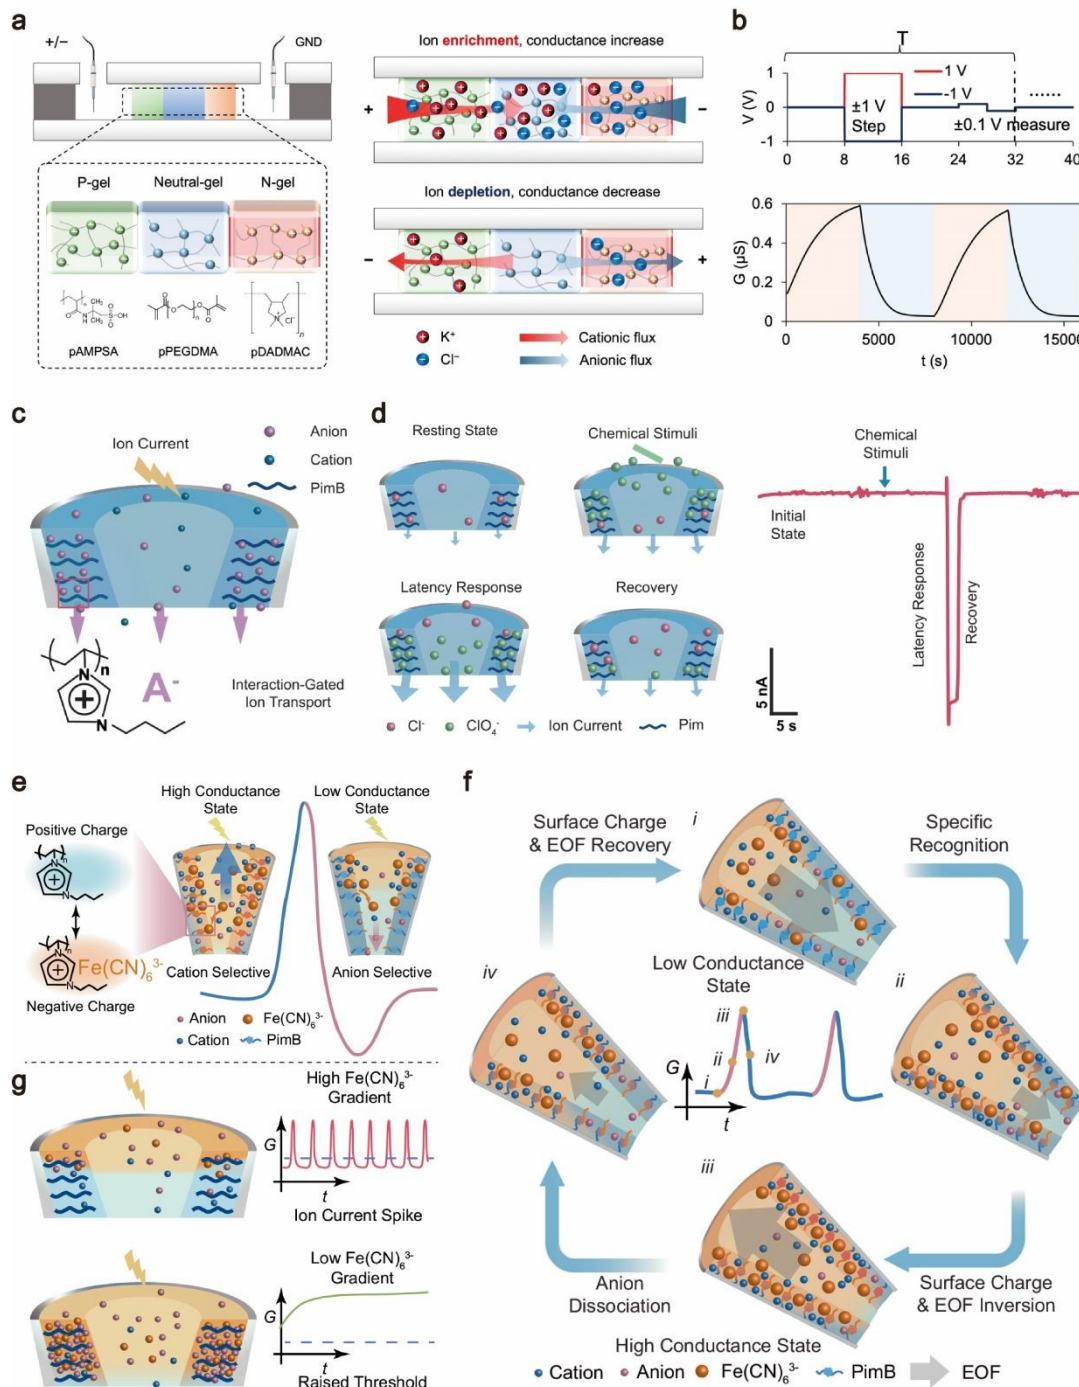 a
+/−
GND
P-gel
Neutral-gel
N-gel
pAMPSA
pPEGDMA
pDADMAC
Ion enrichment, conductance increase
+
−
Ion depletion, conductance decrease
−
+
K⁺
Cationic flux
Cl⁻
Anionic flux
b
T
V (V)
1
0
-1
1 V
-1 V
±1 V
Step
±0.1 V measure
......
0
8
16
24
32
40
G (μS)
0.6
0.4
0.2
0
5000
10000
15000
t (s)
c
Ion Current
Anion
Cation
PimB
n
A⁻
Interaction-Gated
Ion Transport
d
Resting State
Chemical Stimuli
Latency Response
Recovery
Cl⁻
ClO₄⁻
Ion Current
Pim
Chemical
Stimuli
Initial
State
Latency Response
Recovery
5 nA
5 s
e
Positive Charge
Fe(CN)₆³⁻
Negative Charge
High Conductance
State
Low Conductance
State
Cation Selective
Anion Selective
Anion
Fe(CN)₆³⁻
Cation
PimB
f
Surface Charge
& EOF Recovery
i
Specific
Recognition
iv
Low Conductance
State
ii
G
i
ii
iii
iv
t
iii
Anion
Dissociation
Surface Charge
& EOF Inversion
High Conductance State
Cation
Anion
Fe(CN)₆³⁻
PimB
EOF
g
High Fe(CN)₆³⁻
Gradient
G
t
Ion Current Spike
Low Fe(CN)₆³⁻
Gradient
G
t
Raised Threshold